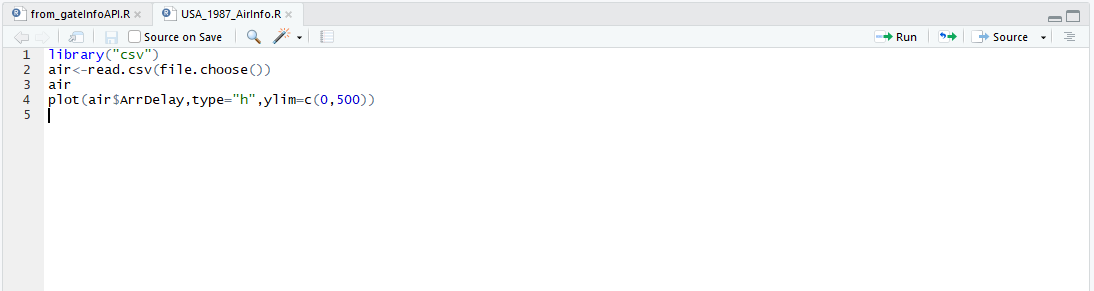 from_gateInfoAPI.R USA_1987_AirInfo.R
Source on Save Run Source
1 library("csv")
2 air<-read.csv(file.choose())
3 air
4 plot(air$ArrDelay,type="h",ylim=c(0,500))
5